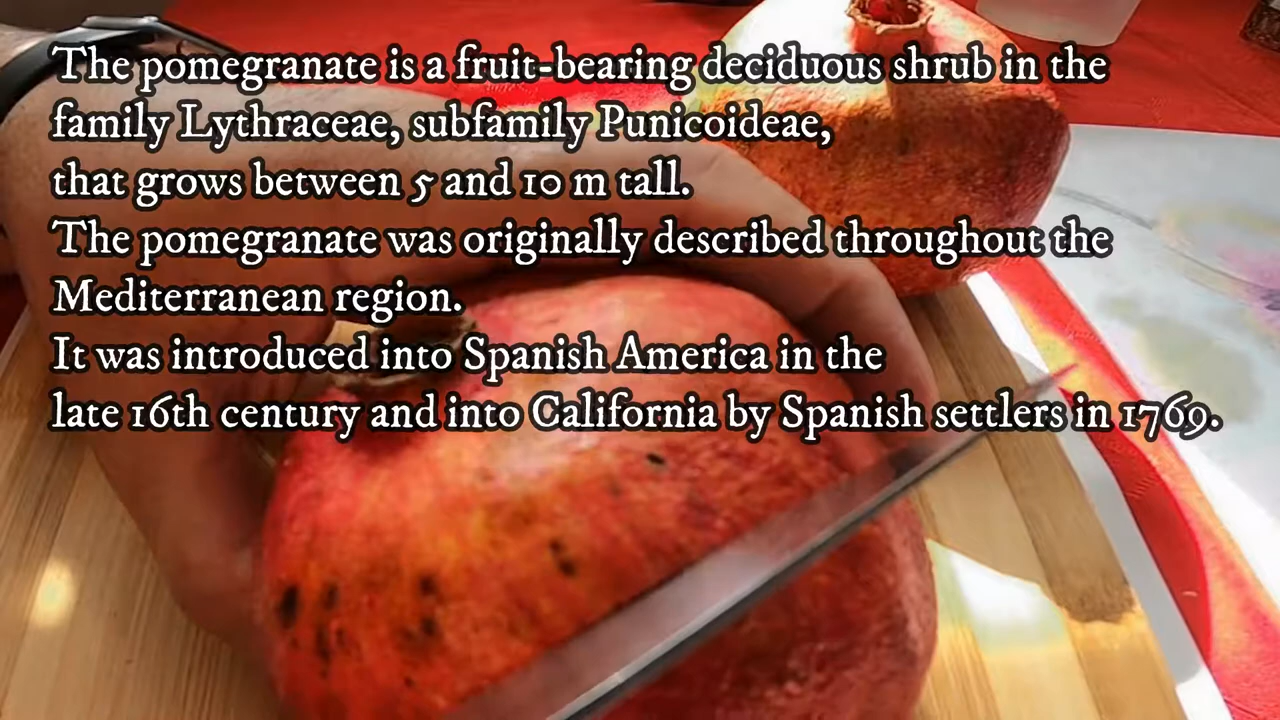 The pomegranate is a fruit-bearing deciduous shrub in the
family Lythraceae, subfamily Punicoideae,
that grows between 5 and 10 m tall.
The pomegranate was originally described throughout the
Mediterranean region.
It was introduced into Spanish America in the
late 16th century and into California by Spanish settlers in 1769.